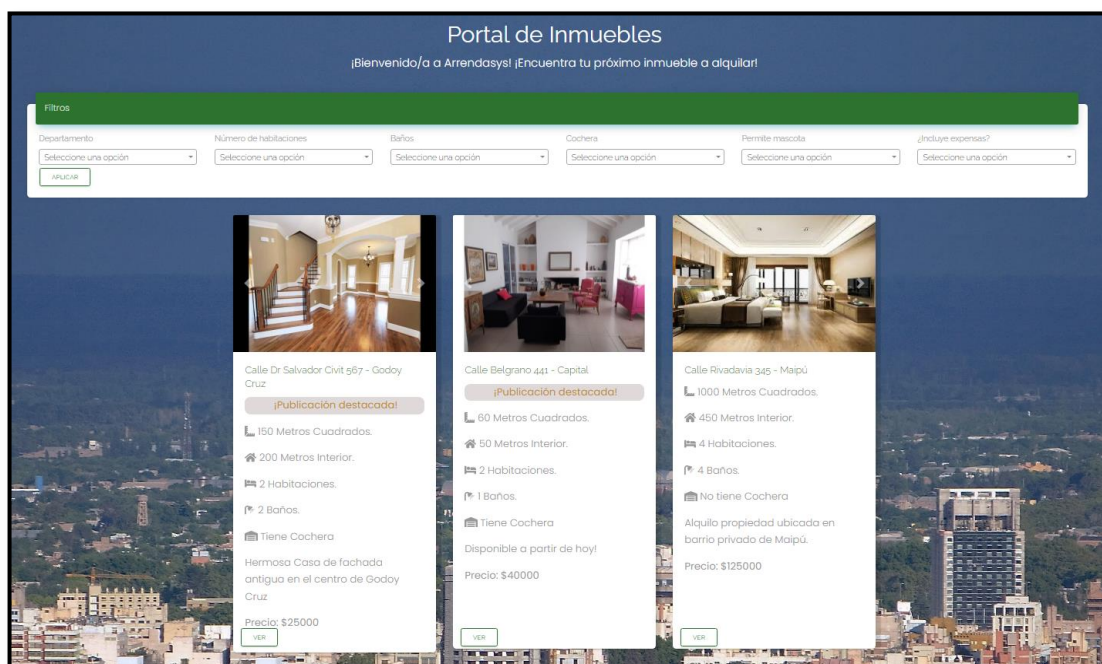 Portal de Inmuebles
¡Bienvenido/a a Arrendasys! ¡Encuentra tu próximo inmueble a alquilar!
Filtros
Departamento
Número de habitaciones
Baños
Cochera
Permite mascota
¿Incluye expensas?
Seleccione una opción
Seleccione una opción
Seleccione una opción
Seleccione una opción
Seleccione una opción
Seleccione una opción
APLICAR
Calle Dr Salvador Civit 567 - Godoy
Cruz
¡Publicación destacada!
150 Metros Cuadrados.
200 Metros Interior.
2 Habitaciones.
2 Baños.
Tiene Cochera
Hermosa Casa de fachada
antigua en el centro de Godoy
Cruz
Precio: $25000
VER
Calle Belgrano 441 - Capital
¡Publicación destacada!
60 Metros Cuadrados.
50 Metros Interior.
2 Habitaciones.
1 Baños.
Tiene Cochera
Disponible a partir de hoy!
Precio: $40000
VER
Calle Rivadavia 345 - Maipú
1000 Metros Cuadrados.
450 Metros Interior.
4 Habitaciones.
4 Baños.
No tiene Cochera
Alquilo propiedad ubicada en
barrio privado de Maipú.
Precio: $125000
VER